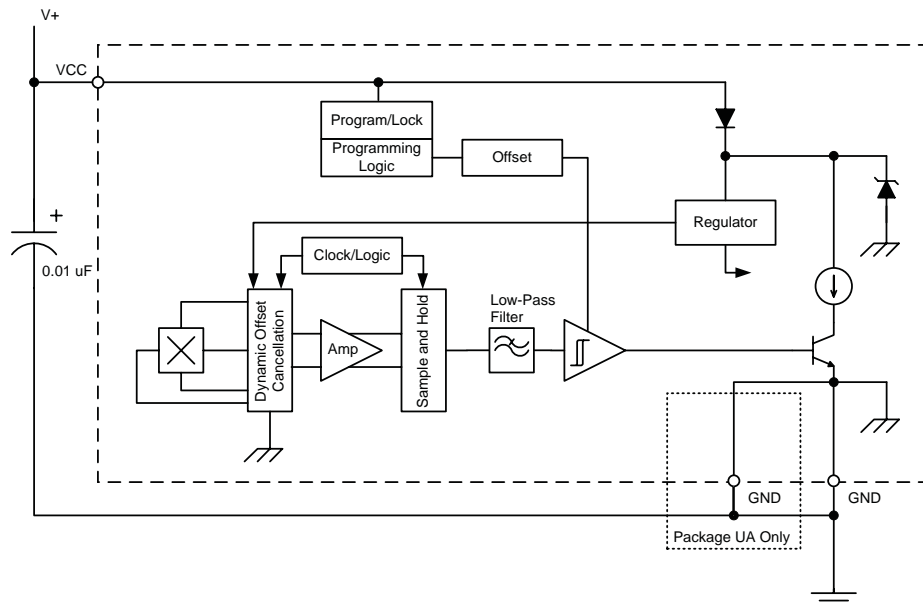 V+
VCC
Program/Lock
Programming
Logic
Offset
Regulator
+
0.01 uF
Clock/Logic
Low-Pass
Filter
Dynamic Offset
Cancellation
Amp
Sample and Hold
GND
GND
Package UA Only